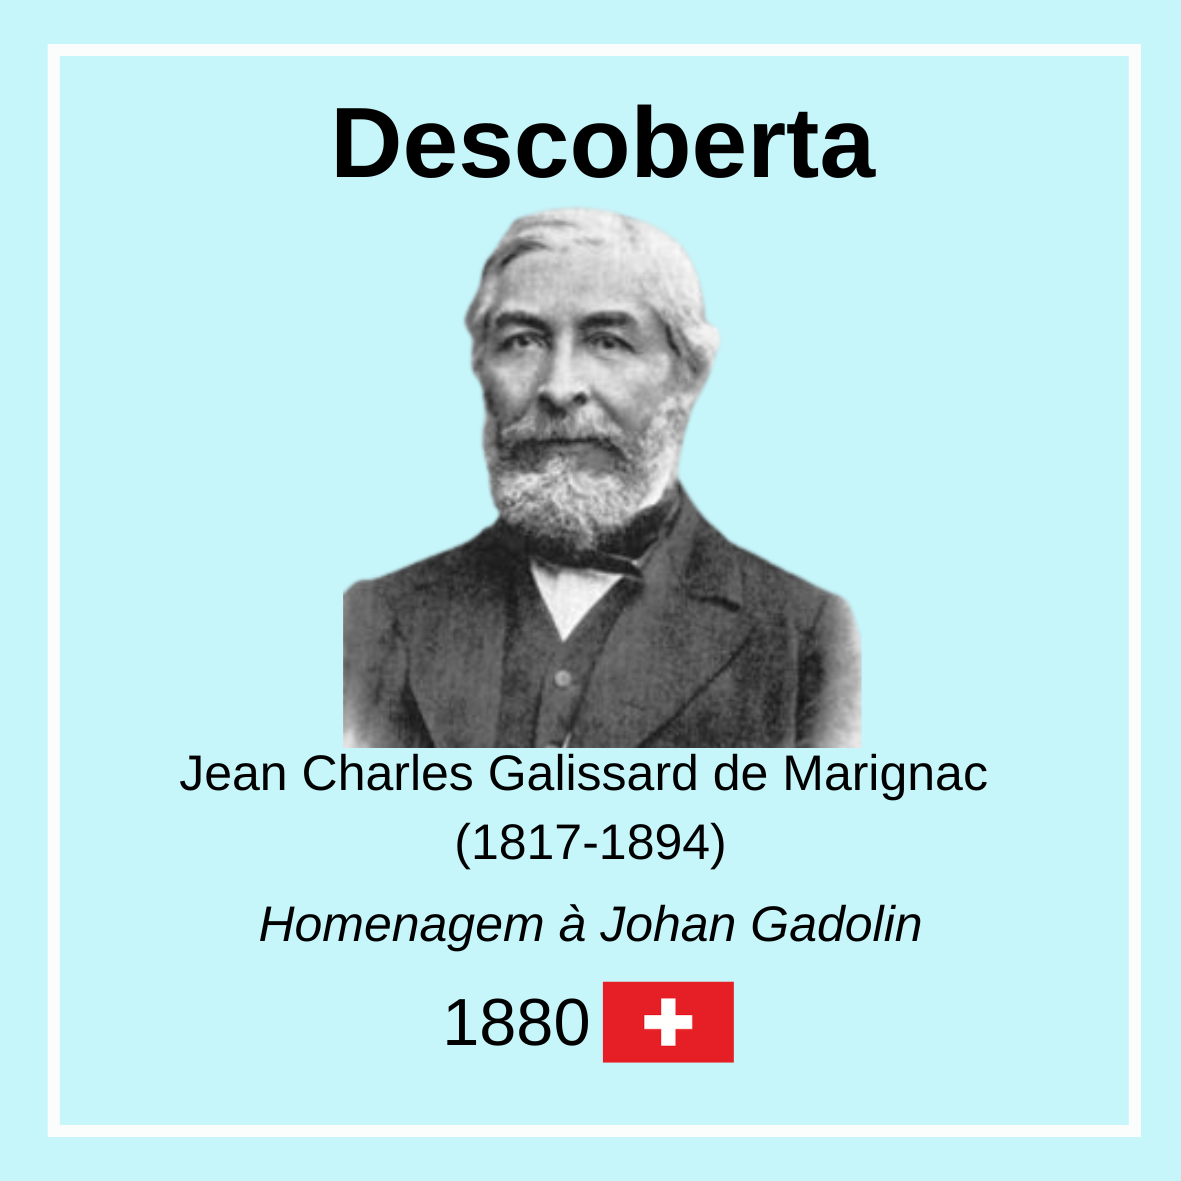 Descoberta
Jean Charles Galissard de Marignac
(1817-1894)
Homenagem à Johan Gadolin
1880